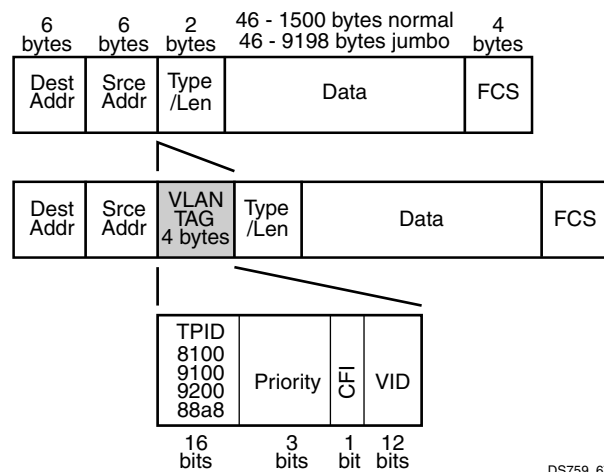 6 bytes
6 bytes
2 bytes
46 - 1500 bytes normal
46 - 9198 bytes jumbo
4 bytes
Dest Addr
Srce Addr
Type /Len
Data
FCS
Dest Addr
Srce Addr
VLAN TAG 4 bytes
Type /Len
Data
FCS
TPID
8100
9100
9200
88a8
Priority
CFI
VID
16 bits
3 bits
1 bit
12 bits